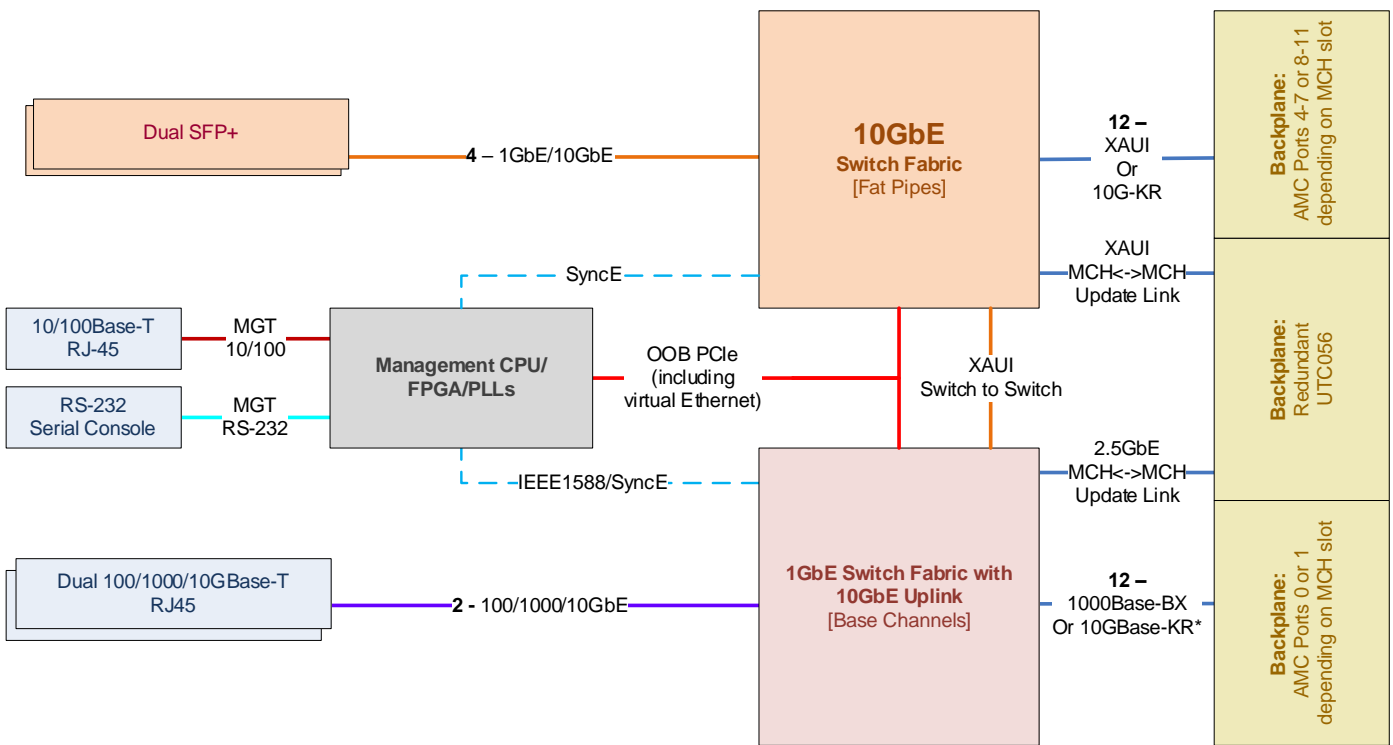 Dual SFP+
4 – 1GbE/10GbE
10GbE
Switch Fabric
[Fat Pipes]
12 –
XAUI
Or
10G-KR
Backplane:
AMC Ports 4-7 or 8-11
depending on MCH slot
SyncE
XAUI
MCH<->MCH
Update Link
10/100Base-T
RJ-45
MGT
10/100
Management CPU/
FPGA/PLLs
OOB PCIe
(including
virtual Ethernet)
XAUI
Switch to Switch
Backplane:
Redundant
UTC056
RS-232
Serial Console
MGT
RS-232
IEEE1588/SyncE
2.5GbE
MCH<->MCH
Update Link
Dual 100/1000/10GBase-T
RJ45
2 - 100/1000/10GbE
1GbE Switch Fabric with
10GbE Uplink
[Base Channels]
12 –
1000Base-BX
Or 10GBase-KR*
Backplane:
AMC Ports 0 or 1
depending on MCH slot